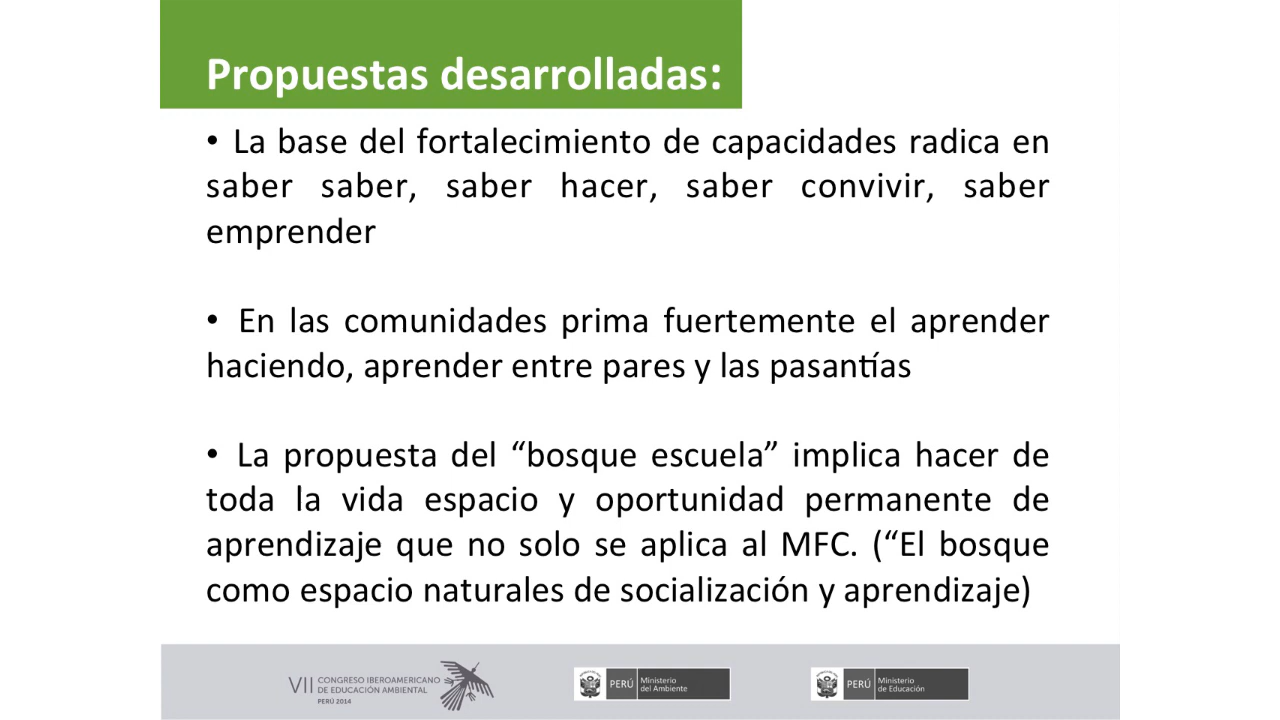 Propuestas desarrolladas:
• La base del fortalecimiento de capacidades radica en
saber saber, saber hacer, saber convivir, saber
emprender
• En las comunidades prima fuertemente el aprender
haciendo, aprender entre pares y las pasantías
• La propuesta del “bosque escuela” implica hacer de
toda la vida espacio y oportunidad permanente de
aprendizaje que no solo se aplica al MFC. (“El bosque
como espacio naturales de socialización y aprendizaje)
VII CONGRESO IBEROAMERICANO
DE EDUCACIÓN AMBIENTAL
PERÚ 2014
PERÚ Ministerio
del Ambiente
PERÚ Ministerio
de Educación